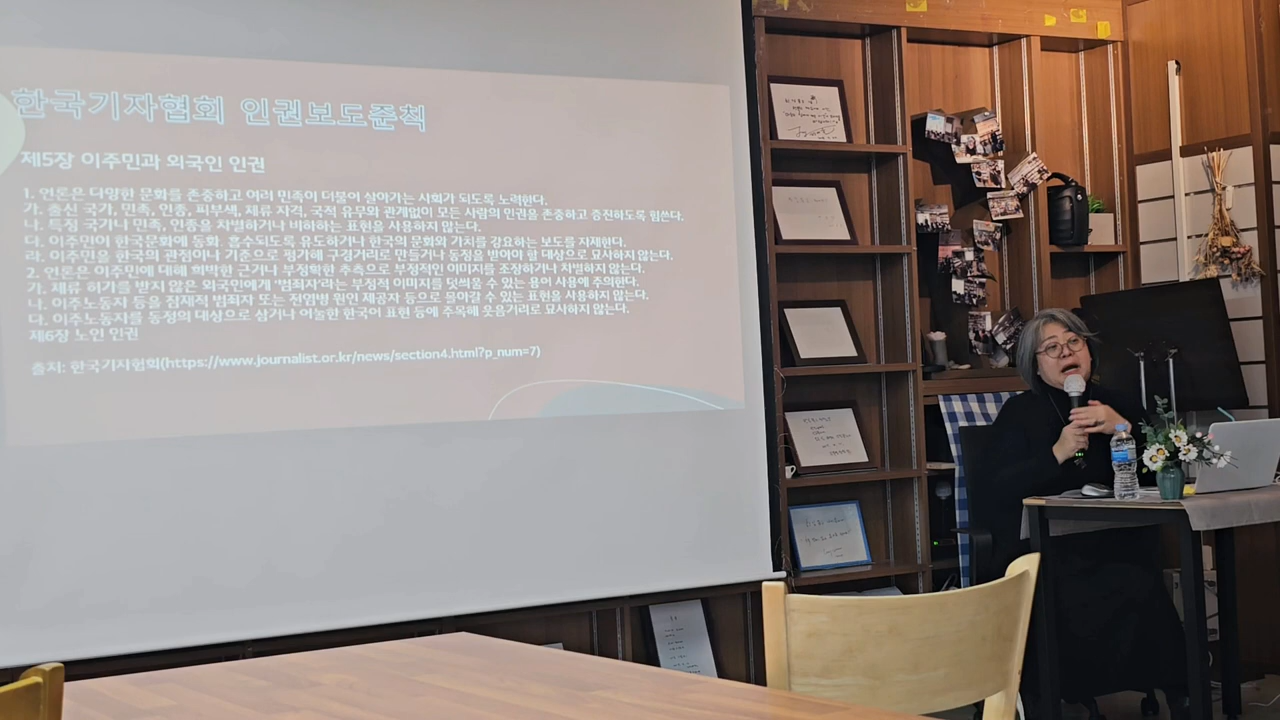 한국기자협회 인권보도준칙
제5장 이주민과 외국인 인권
1. 언론은 다양한 문화를 존중하고 여러 민족이 더불어 살아가는 사회가 되도록 노력한다.
가. 출신 국가, 민족, 인종, 피부색, 체류 자격, 국적 유무와 관계없이 모든 사람의 인권을 존중하고 증진하도록 힘쓴다.
나. 특정 국가나 민족, 인종을 차별하거나 비하하는 표현을 사용하지 않는다.
다. 이주민이 한국문화에 동화 흡수되도록 유도하거나 한국의 문화와 가치를 강요하는 보도를 자제한다.
라. 이주민을 한국의 관점이나 기준으로 평가해 구경거리로 만들거나 동정을 받아야 할 대상으로 묘사하지 않는다.
2. 언론은 이주민에 대해 희박한 근거나 부정확한 추측으로 부정적인 이미지를 조장하거나 차별하지 않는다.
가. 체류 허가를 받지 않은 외국인에게 '범죄자'라는 부정적 이미지를 덧씌울 수 있는 용어 사용에 주의한다.
나. 이주노동자 등을 잠재적 범죄자 또는 전염병 원인 제공자 등으로 몰아갈 수 있는 표현을 사용하지 않는다.
다. 이주노동자를 동정의 대상으로 삼거나 어눌한 한국어 표현 등에 주목해 웃음거리로 묘사하지 않는다.
제6장 노인 인권
출처: 한국기자협회(https://www.journalist.or.kr/news/section4.html?p_num=7)